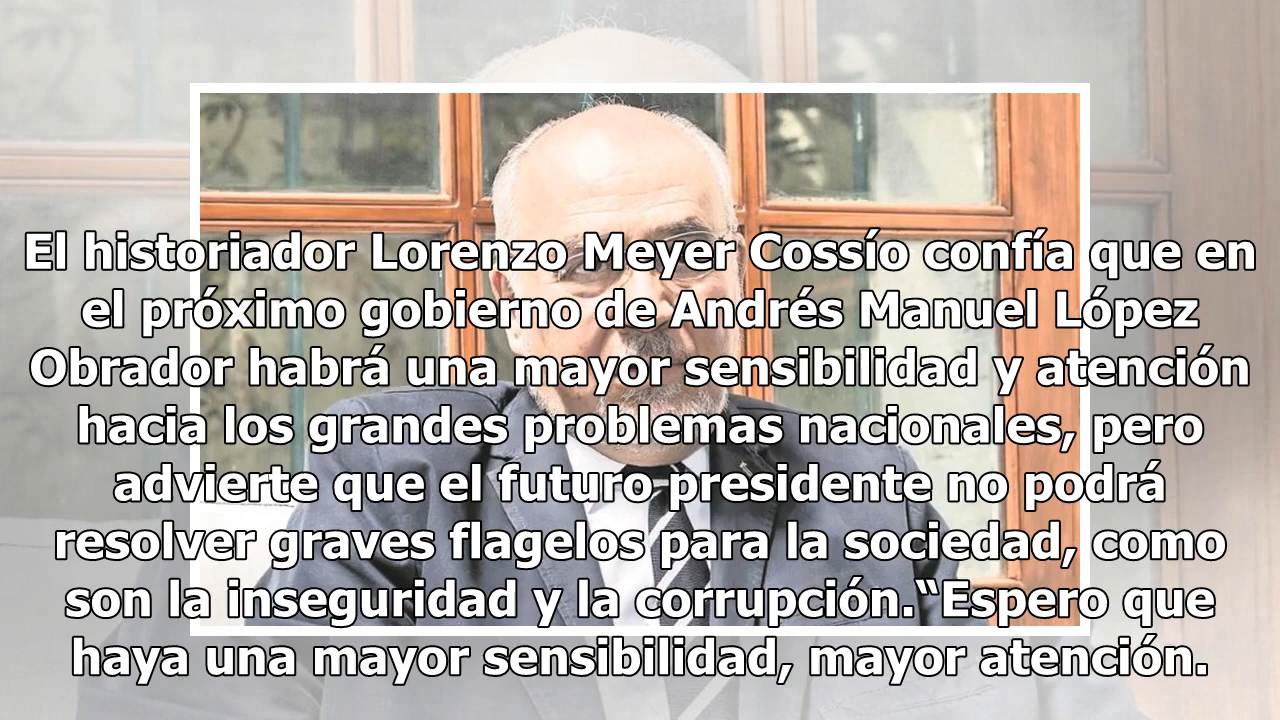 El historiador Lorenzo Meyer Cossío confía que en
el próximo gobierno de Andrés Manuel López
Obrador habrá una mayor sensibilidad y atención
hacia los grandes problemas nacionales, pero
advierte que el futuro presidente no podrá
resolver graves flagelos para la sociedad, como
son la inseguridad y la corrupción.“Espero que
haya una mayor sensibilidad, mayor atención.